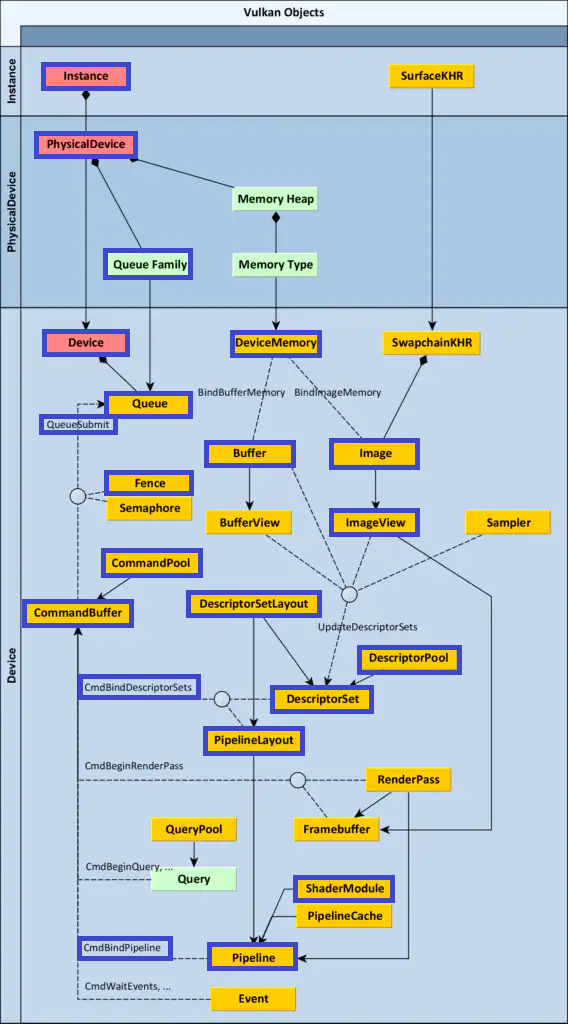 Vulkan Objects
Instance
Instance
SurfaceKHR
PhysicalDevice
PhysicalDevice
Memory Heap
Queue Family
Memory Type
Device
Device
DeviceMemory
SwapchainKHR
BindBufferMemory
BindImageMemory
Queue
QueueSubmit
Buffer
Image
Fence
Semaphore
BufferView
ImageView
Sampler
CommandPool
CommandBuffer
DescriptorSetLayout
UpdateDescriptorSets
DescriptorPool
CmdBindDescriptorSets
DescriptorSet
PipelineLayout
CmdBeginRenderPass
RenderPass
QueryPool
Framebuffer
CmdBeginQuery, ...
Query
ShaderModule
PipelineCache
CmdBindPipeline
Pipeline
CmdWaitEvents, ...
Event